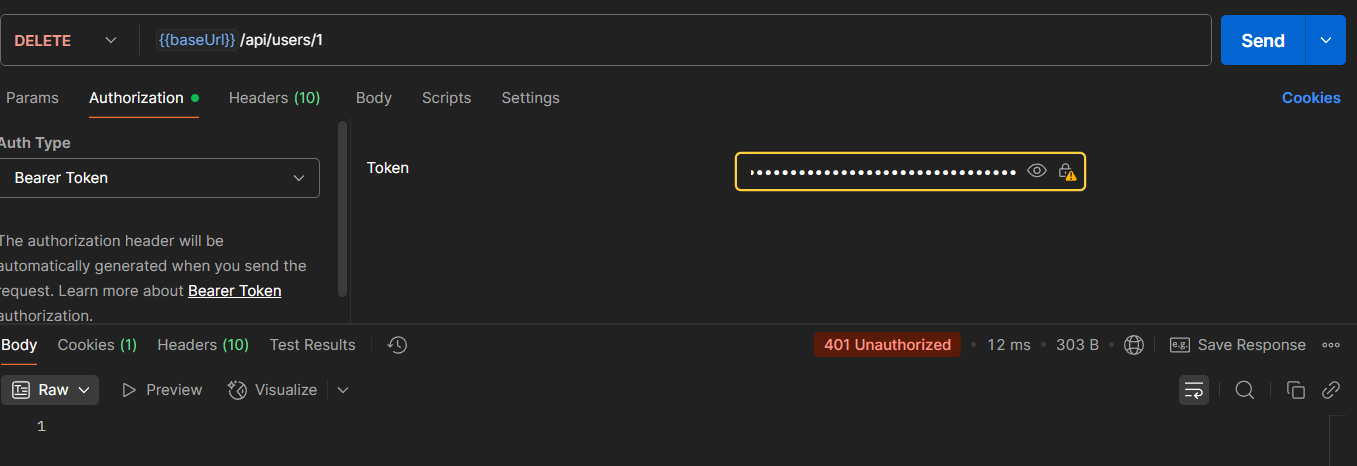 DELETE {{baseUrl}} /api/users/1 Send
Params Authorization Headers (10) Body Scripts Settings Cookies
Auth Type
Bearer Token
Token
•••••••••••••••••••••••••••••••
The authorization header will be
automatically generated when you send the
request. Learn more about Bearer Token
authorization.
Body Cookies (1) Headers (10) Test Results 401 Unauthorized • 12 ms • 303 B • e.g. Save Response
Raw Preview Visualize
1